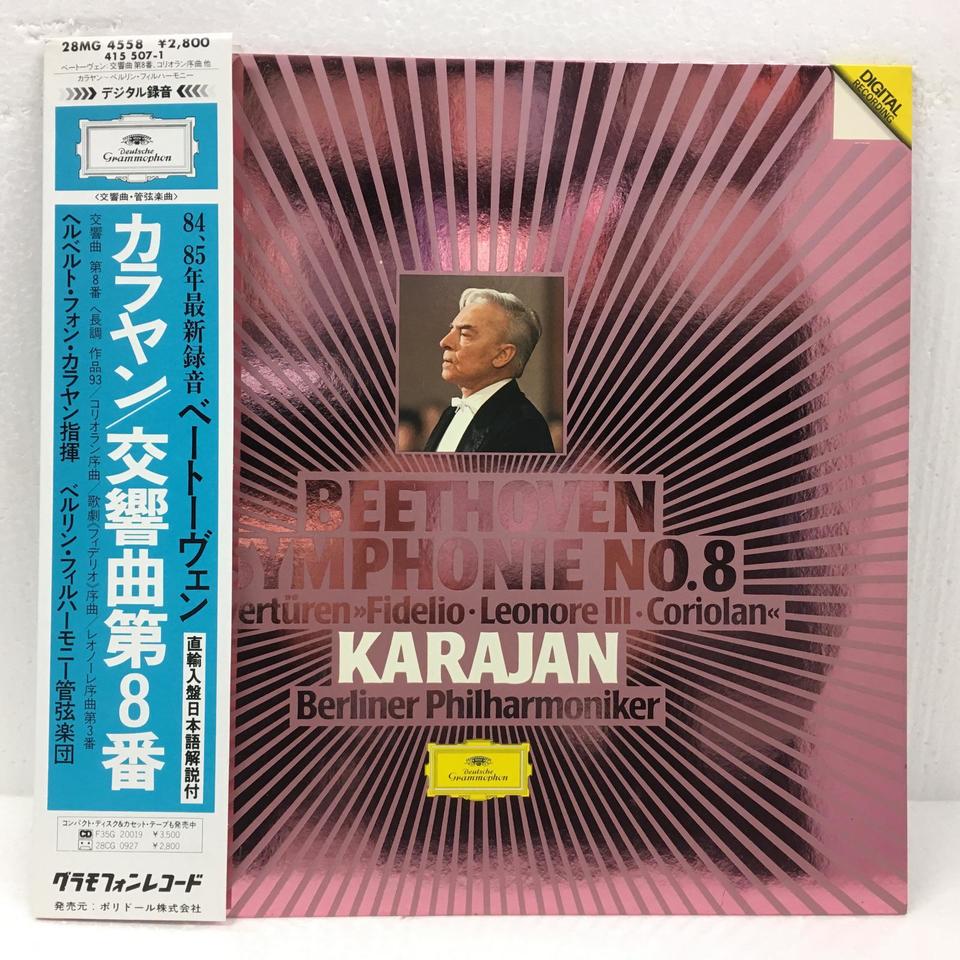 28MG 4558 ¥2,800
415 507-1
ベートーヴェン:交響曲第8番、コリオラン序曲 他
カラヤン〜ベルリン・フィルハーモニー
デジタル録音
Deutsche
Grammophon
〈交響曲・管弦楽曲〉
84、85年最新録音 ベートーヴェン
直輸入盤日本語解説付
カラヤン/交響曲第8番
交響曲 第8番 ヘ長調 作品93/コリオラン序曲/歌劇《フィデリオ》序曲/レオノーレ序曲第3番
ヘルベルト・フォン・カラヤン指揮 ベルリン・フィルハーモニー管弦楽団
コンパクト・ディスク&カセット・テープも発売中
CD F35G 20019 ¥3,500
28CG 0927 ¥2,800
グラモフォンレコード
発売元:ポリドール株式会社
DIGITAL
RECORDING
BEETHOVEN
SYMPHONIE NO.8
ertüren »Fidelio · Leonore III · Coriolan«
KARAJAN
Berliner Philharmoniker
Deutsche
Grammophon